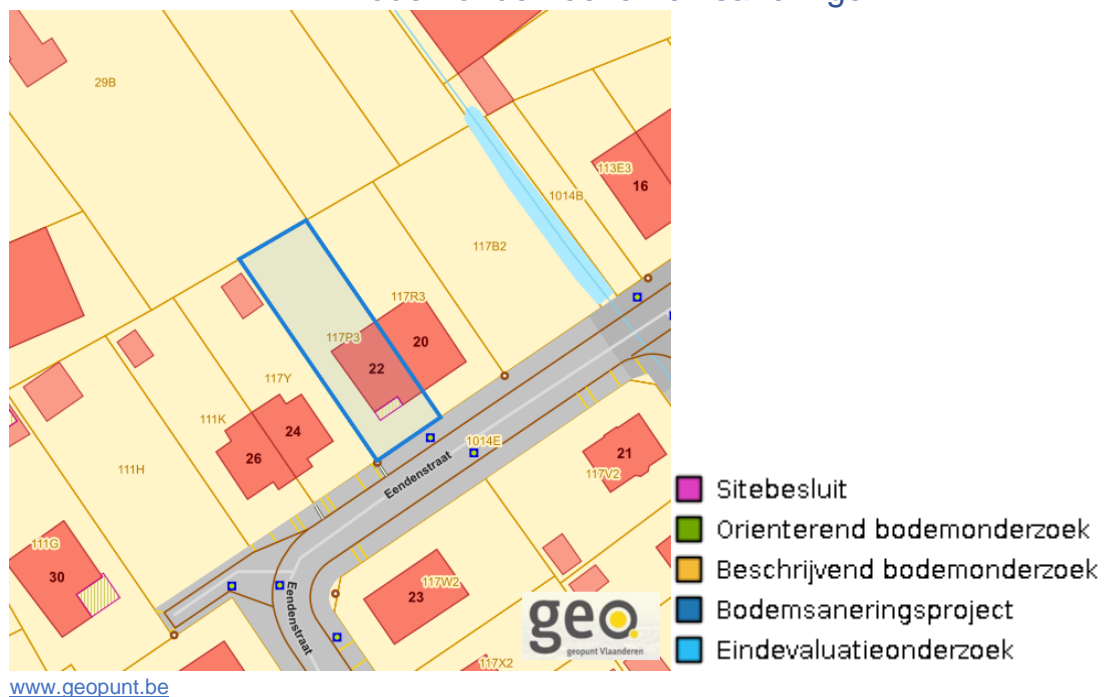 29B
113E3
16
1014B
117B2
117R3
20
117P3
22
117Y
111K
24
26
111H
1014E
Eendenstraat
21
117V2
111G
30
Eendenstraat
117W2
23
117X2
geo.
geopunt Vlaanderen
Sitebesluit
Orienterend bodemonderzoek
Beschrijvend bodemonderzoek
Bodemsaneringsproject
Eindevaluatieonderzoek
www.geopunt.be